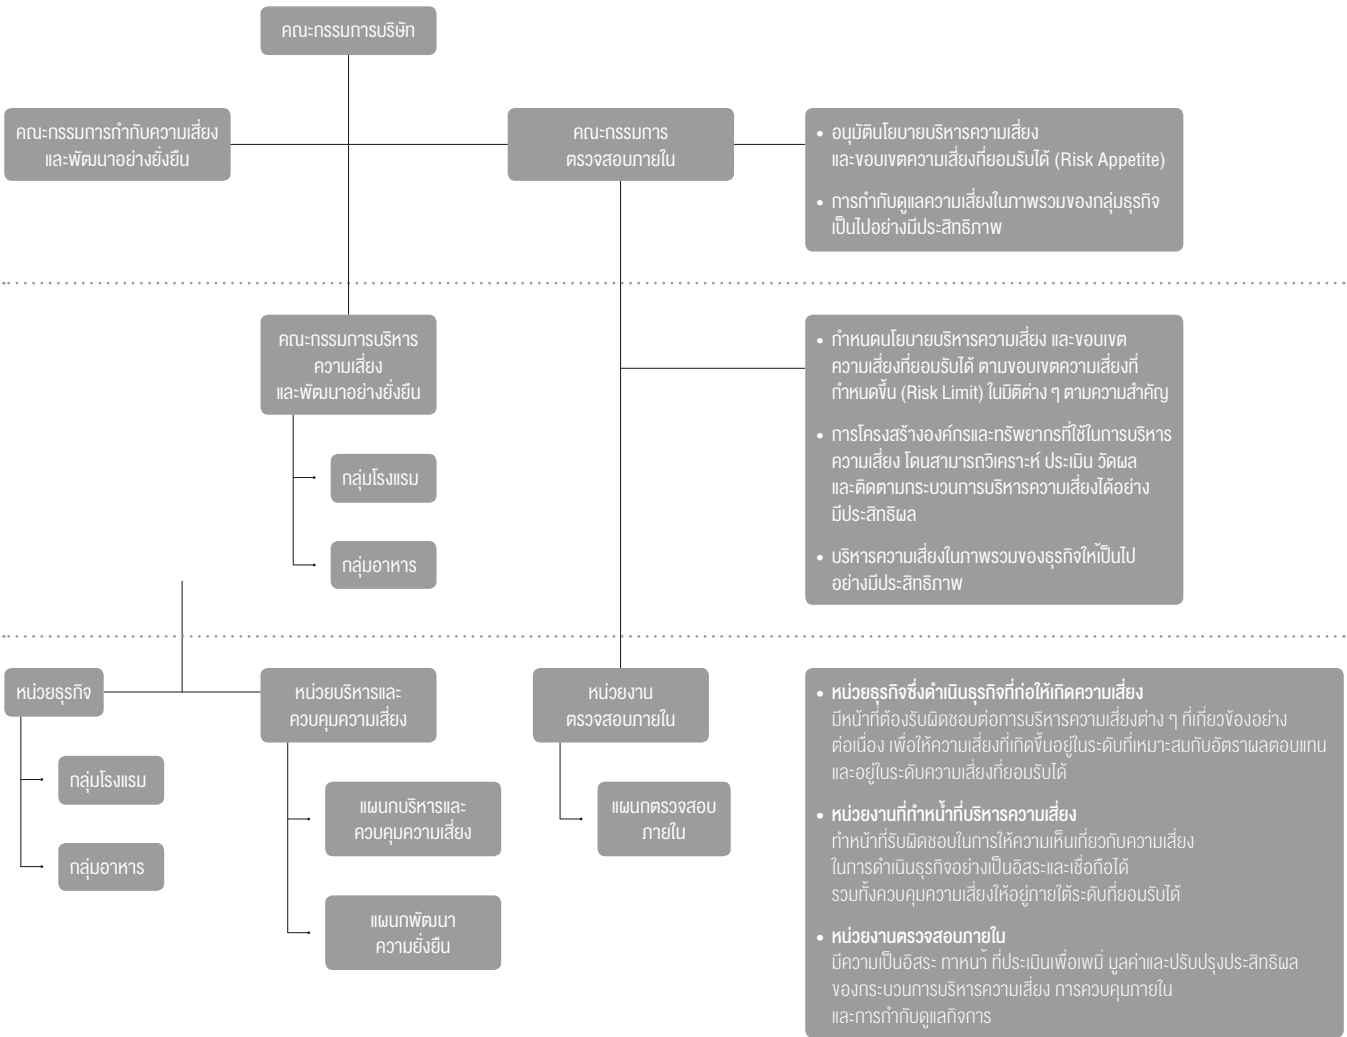 คณะกรรมการบริษัท
คณะกรรมการกำกับความเสี่ยง
และพัฒนาอย่างยั่งยืน
คณะกรรมการ
ตรวจสอบภายใน
• อนุมัตินโยบายบริหารความเสี่ยง
และขอบเขตความเสี่ยงที่ยอมรับได้ (Risk Appetite)
• การกำกับดูแลความเสี่ยงในภาพรวมของกลุ่มธุรกิจ
เป็นไปอย่างมีประสิทธิภาพ
คณะกรรมการบริหาร
ความเสี่ยง
และพัฒนาอย่างยั่งยืน
กลุ่มโรงแรม
กลุ่มอาหาร
• กำหนดนโยบายบริหารความเสี่ยง และขอบเขต
ความเสี่ยงที่ยอมรับได้ ตามขอบเขตความเสี่ยงที่
กำหนดขึ้น (Risk Limit) ในมิติต่าง ๆ ตามความสำคัญ
• การโครงสร้างองค์กรและทรัพยากรที่ใช้ในการบริหาร
ความเสี่ยง โดนสามารถวิเคราะห์ ประเมิน วัดผล
และติดตามกระบวนการบริหารความเสี่ยงได้อย่าง
มีประสิทธิผล
• บริหารความเสี่ยงในภาพรวมของธุรกิจให้เป็นไป
อย่างมีประสิทธิภาพ
หน่วยธุรกิจ
กลุ่มโรงแรม
กลุ่มอาหาร
หน่วยบริหารและ
ควบคุมความเสี่ยง
แผนกบริหารและ
ควบคุมความเสี่ยง
แผนกพัฒนา
ความยั่งยืน
หน่วยงาน
ตรวจสอบภายใน
แผนกตรวจสอบ
ภายใน
• หน่วยธุรกิจซึ่งดำเนินธุรกิจที่ก่อให้เกิดความเสี่ยง
มีหน้าที่ต้องรับผิดชอบต่อการบริหารความเสี่ยงต่าง ๆ ที่เกี่ยวข้องอย่าง
ต่อเนื่อง เพื่อให้ความเสี่ยงที่เกิดขึ้นอยู่ในระดับที่เหมาะสมกับอัตราผลตอบแทน
และอยู่ในระดับความเสี่ยงที่ยอมรับได้
• หน่วยงานที่ทำหน้ำที่บริหารความเสี่ยง
ทำหน้าที่รับผิดชอบในการให้ความเห็นเกี่ยวกับความเสี่ยง
ในการดำเนินธุรกิจอย่างเป็นอิสระและเชื่อถือได้
รวมทั้งควบคุมความเสี่ยงให้อยู่ภายใต้ระดับที่ยอมรับได้
• หน่วยงานตรวจสอบภายใน
มีความเป็นอิสระ ทาหนา้ ที่ประเมินเพื่อเพมิ่ มูลค่าและปรับปรุงประสิทธิผล
ของกระบวนการบริหารความเสี่ยง การควบคุมภายใน
และการกำกับดูแลกิจการ